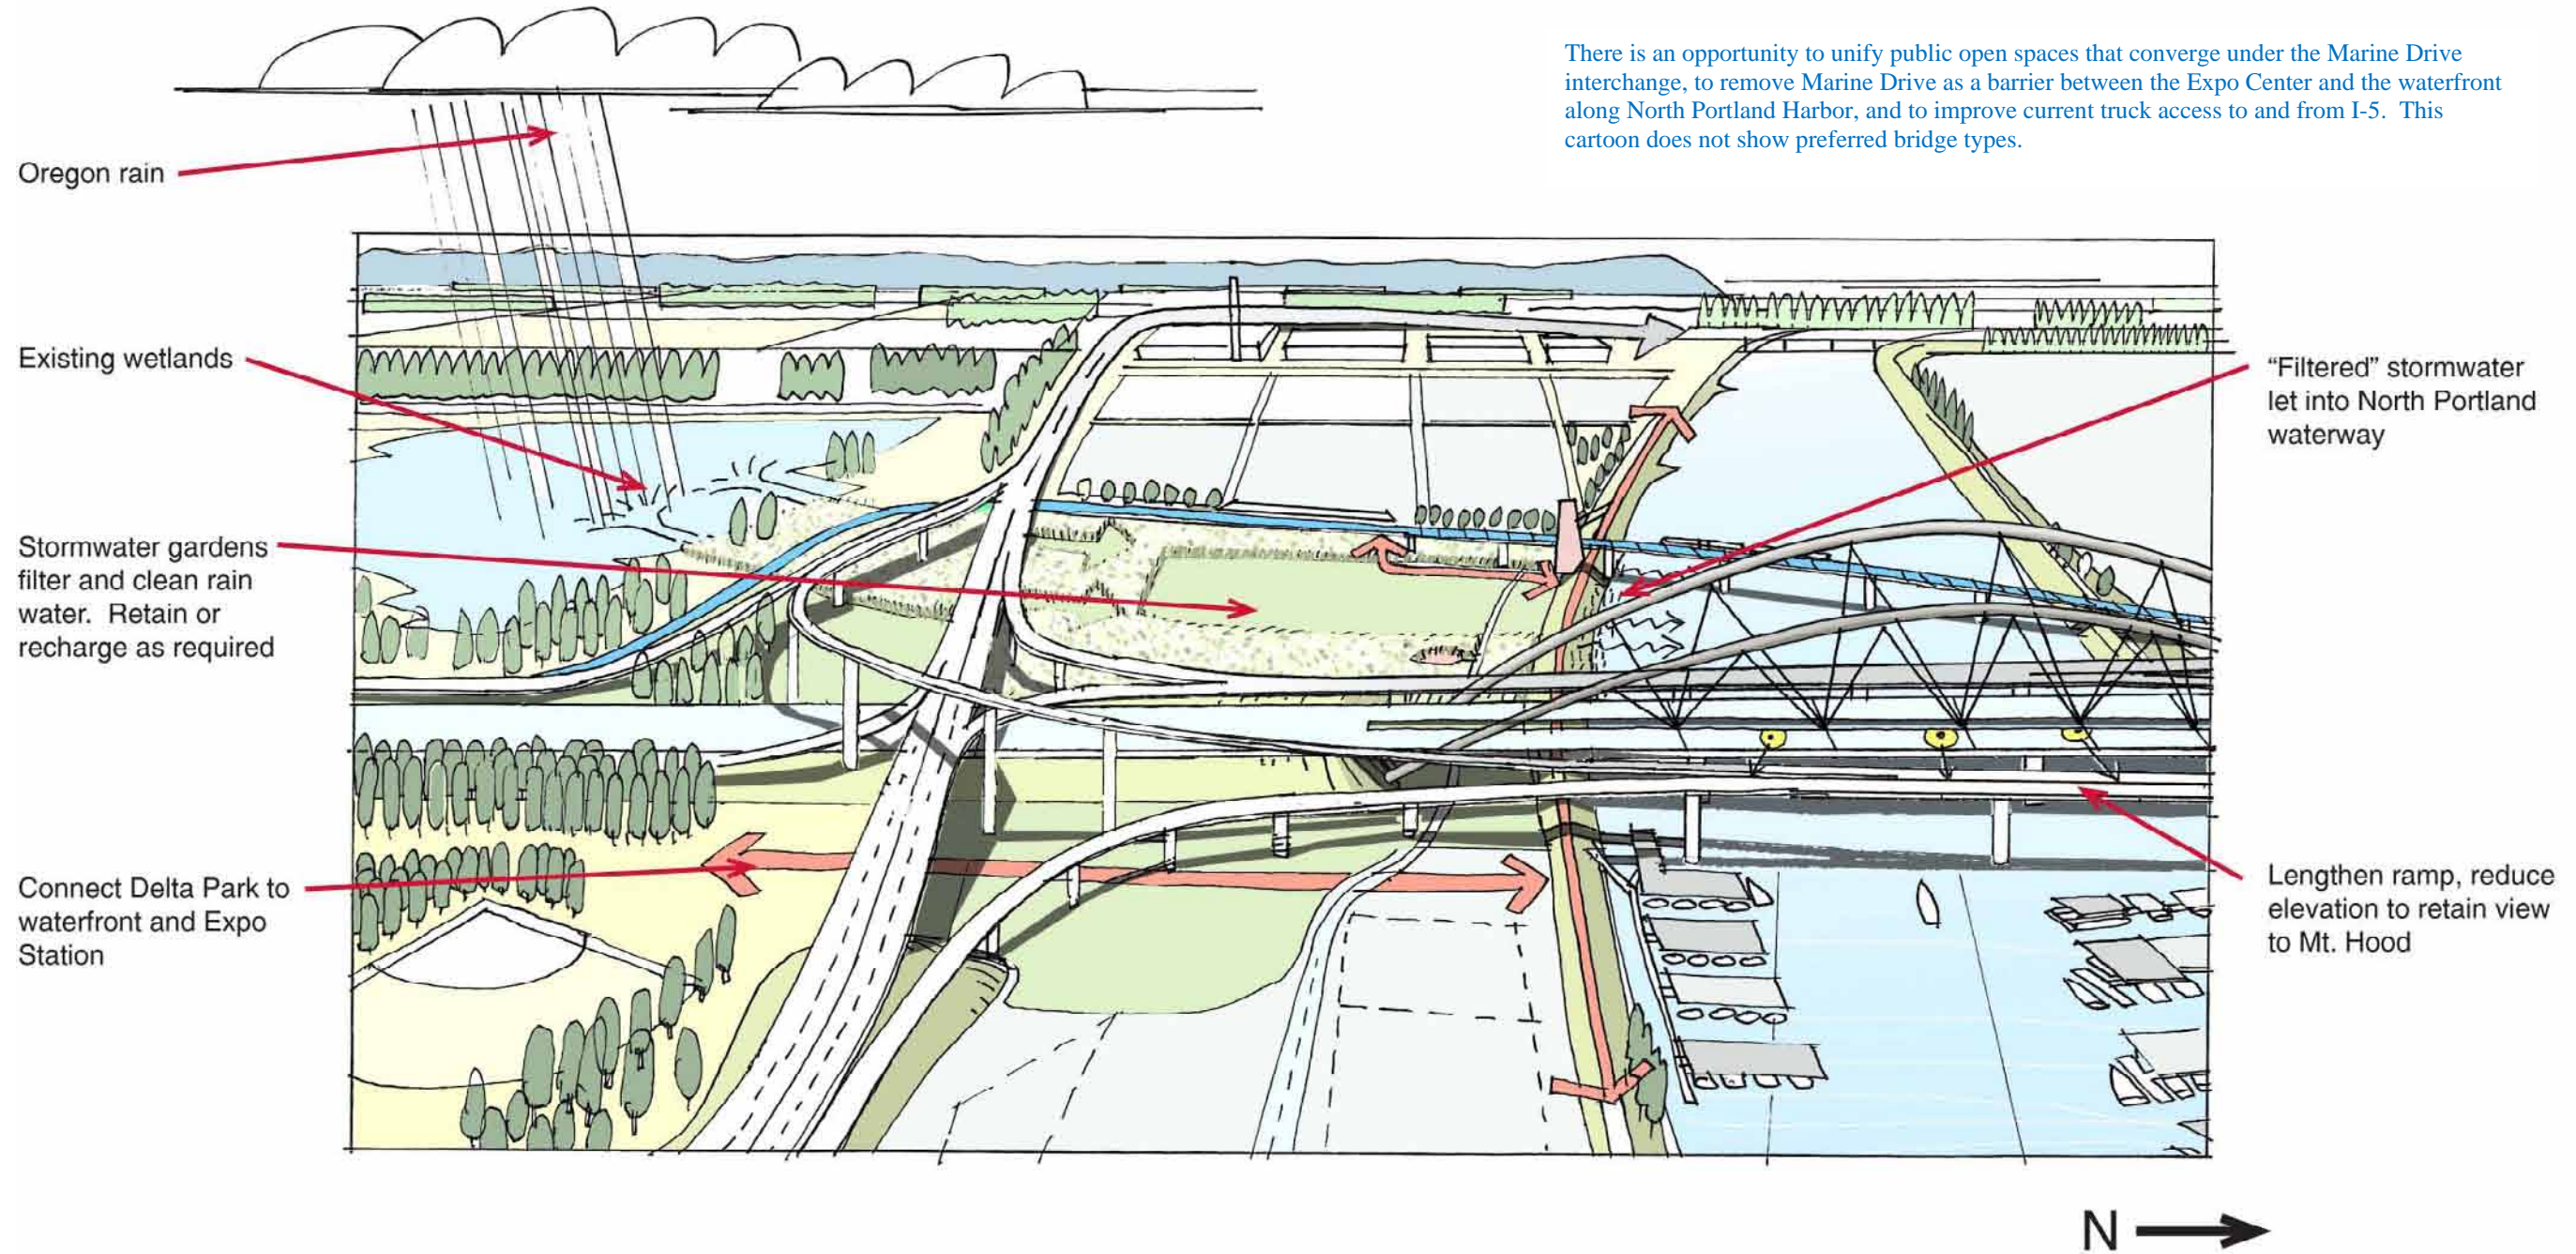 There is an opportunity to unify public open spaces that converge under the Marine Drive
interchange, to remove Marine Drive as a barrier between the Expo Center and the waterfront
along North Portland Harbor, and to improve current truck access to and from I-5.  This
cartoon does not show preferred bridge types.
Oregon rain
Existing wetlands
Stormwater gardens
filter and clean rain
water.  Retain or
recharge as required
Connect Delta Park to
waterfront and Expo
Station
“Filtered” stormwater
let into North Portland
waterway
Lengthen ramp, reduce
elevation to retain view
to Mt. Hood
N